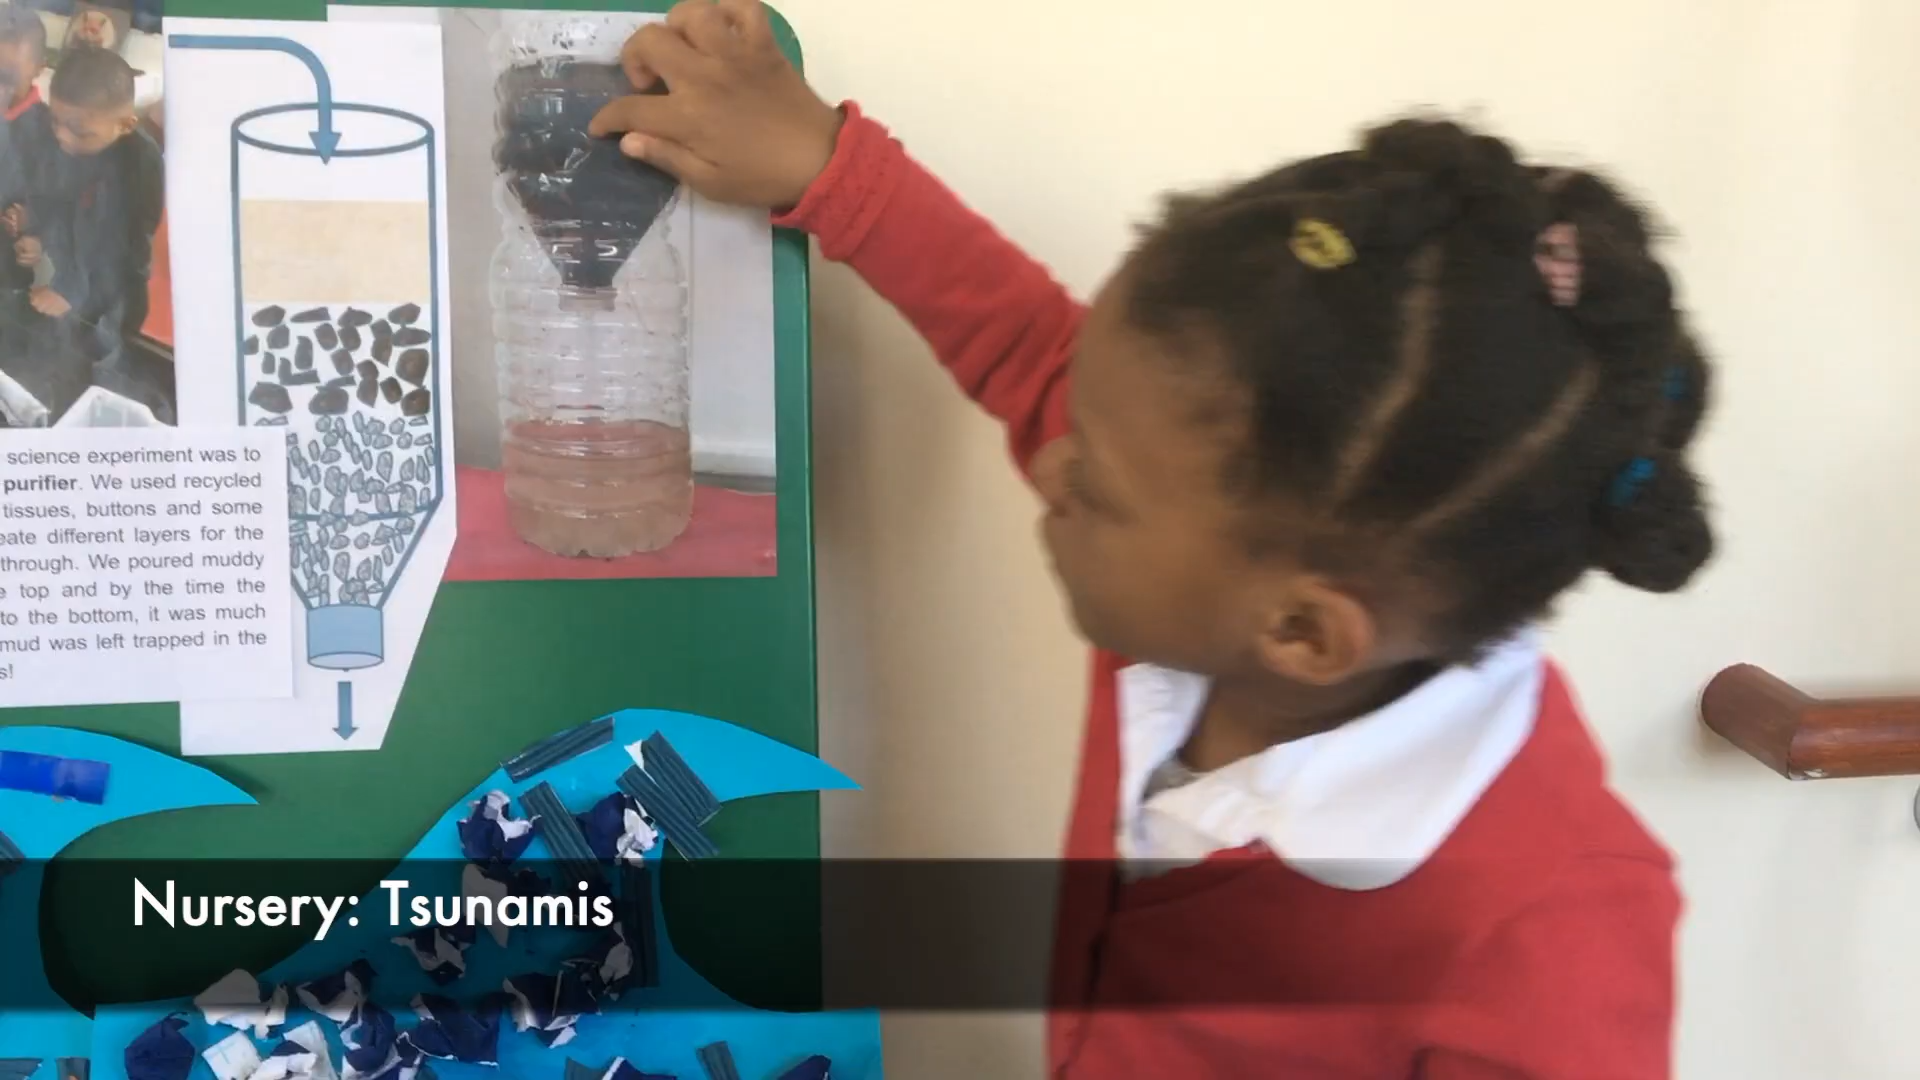 science experiment was to
purifier. We used recycled
tissues, buttons and some
eate different layers for the
through. We poured muddy
e top and by the time the
to the bottom, it was much
mud was left trapped in the
s!
Nursery: Tsunamis